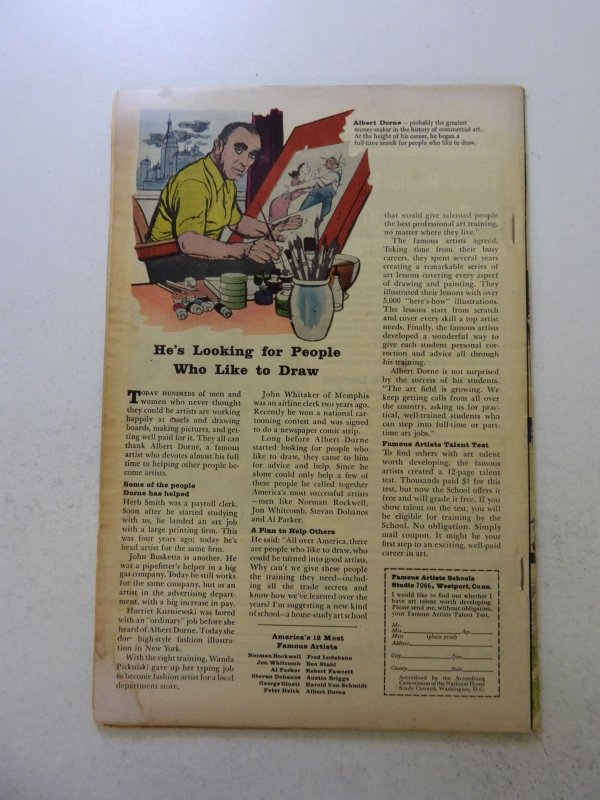 Albert Dorne – probably the greatest
money-maker in the history of commercial art.
At the height of his career, he began a
full-time search for people who like to draw.
He's Looking for People
Who Like to Draw
TODAY HUNDREDS of men and
women who never thought
they could be artists are working
happily at easels and drawing
boards, making pictures, and get-
ting well paid for it. They all can
thank Albert Dorne, a famous
artist who devotes almost his full
time to helping other people be-
come artists.
Some of the people
Dorne has helped
Herb Smith was a payroll clerk.
Soon after he started studying
with us, he landed an art job
with a large printing firm. This
was four years ago; today he's
head artist for the same firm.
John Busketta is another. He
was a pipefitter's helper in a big
gas company. Today he still works
for the same company, but as an
artist in the advertising depart-
ment, with a big increase in pay.
Harriet Kuzniewski was bored
with an "ordinary" job before she
heard of Albert Dorne. Today she
does high-style fashion illustra-
tion in New York.
With the right training, Wanda
Pickulski gave up her typing job
to become fashion artist for a local
department store.
John Whitaker of Memphis
was an airline clerk two years ago.
Recently he won a national car-
tooning contest and was signed
to do a newspaper comic strip.
Long before Albert Dorne
started looking for people who
like to draw, they came to him
for advice and help. Since he
alone could only help a few of
these people he called together
America's most successful artists
—men like Norman Rockwell,
Jon Whitcomb, Stevan Dohanos
and Al Parker.
A Plan to Help Others
He said: "All over America, there
are people who like to draw, who
could be turned into good artists.
Why can't we give these people
the training they need—includ-
ing all the trade secrets and
know-how we've learned over the
years? I'm suggesting a new kind
of school—a home-study art school
America's 12 Most
Famous Artists
Norman Rockwell Fred Ludekens
Jon Whitcomb Ben Stahl
Al Parker Robert Fawcett
Stevan Dohanos Austin Briggs
George Giusti Harold Von Schmidt
Peter Helck Albert Dorne
that would give talented people
the best professional art training,
no matter where they live."
The famous artists agreed.
Taking time from their busy
careers, they spent several years
creating a remarkable series of
art lessons covering every aspect
of drawing and painting. They
illustrated their lessons with over
5,000 "here's-how" illustrations.
The lessons start from scratch
and cover every skill a top artist
needs. Finally, the famous artists
developed a wonderful way to
give each student personal cor-
rection and advice all through
his training.
Albert Dorne is not surprised
by the success of his students.
"The art field is growing. We
keep getting calls from all over
the country, asking us for prac-
tical, well-trained students who
can step into full-time or part-
time art jobs."
Famous Artists Talent Test
To find others with art talent
worth developing, the famous
artists created a 12-page talent
test. Thousands paid $1 for this
test, but now the School offers it
free and will grade it free. If you
show talent on the test, you will
be eligible for training by the
School. No obligation. Simply
mail coupon. It might be your
first step to an exciting, well-paid
career in art.
Famous Artists Schools
Studio 7066, Westport, Conn.
I would like to find out whether I
have art talent worth developing.
Please send me, without obligation,
your Famous Artists Talent Test.
Mr.
Mrs. Age
Miss (please print)
Address
City Zone
County State
Accredited by the Accrediting
Commission of the National Home
Study Council, Washington, D.C.